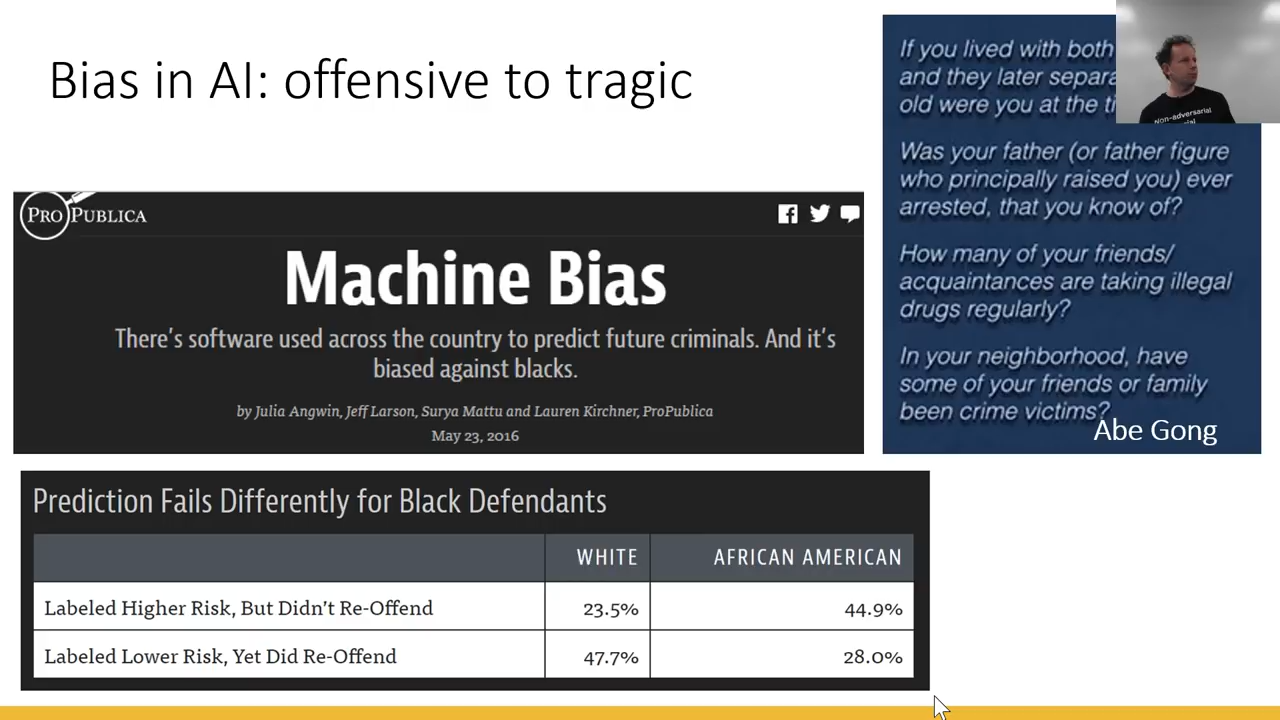 Bias in AI: offensive to tragic
PROPUBLICA
Machine Bias
There's software used across the country to predict future criminals. And it's
biased against blacks.
by Julia Angwin, Jeff Larson, Surya Mattu and Lauren Kirchner, ProPublica
May 23, 2016
If you lived with both
and they later
old were you at the
Was your father (or father figure
who principally raised you) ever
arrested, that you know of?
How many of your friends/
acquaintances are taking illegal
drugs regularly?
In your neighborhood, have
some of your friends or family
been crime victims?
Abe Gong
Non-adversarial
Prediction Fails Differently for Black Defendants
WHITE AFRICAN AMERICAN
Labeled Higher Risk, But Didn't Re-Offend 23.5% 44.9%
Labeled Lower Risk, Yet Did Re-Offend 47.7% 28.0%